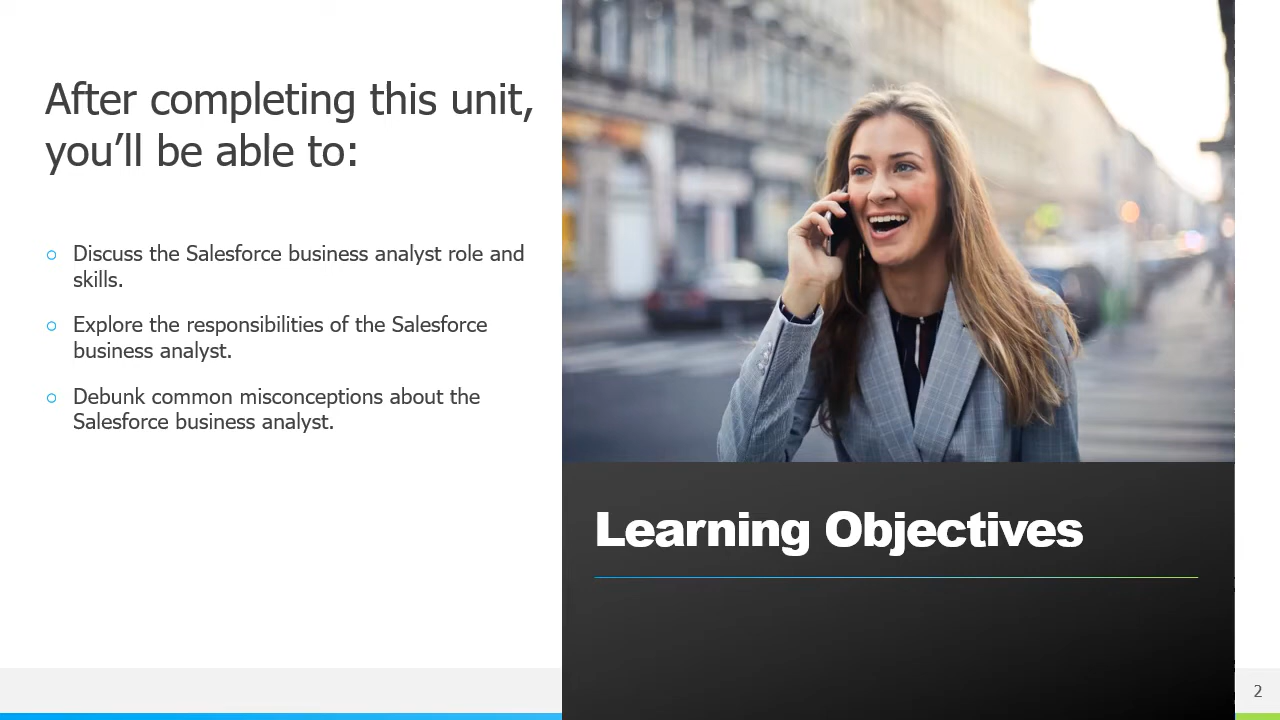 After completing this unit,
you’ll be able to:
○ Discuss the Salesforce business analyst role and
skills.
○ Explore the responsibilities of the Salesforce
business analyst.
○ Debunk common misconceptions about the
Salesforce business analyst.
Learning Objectives
2